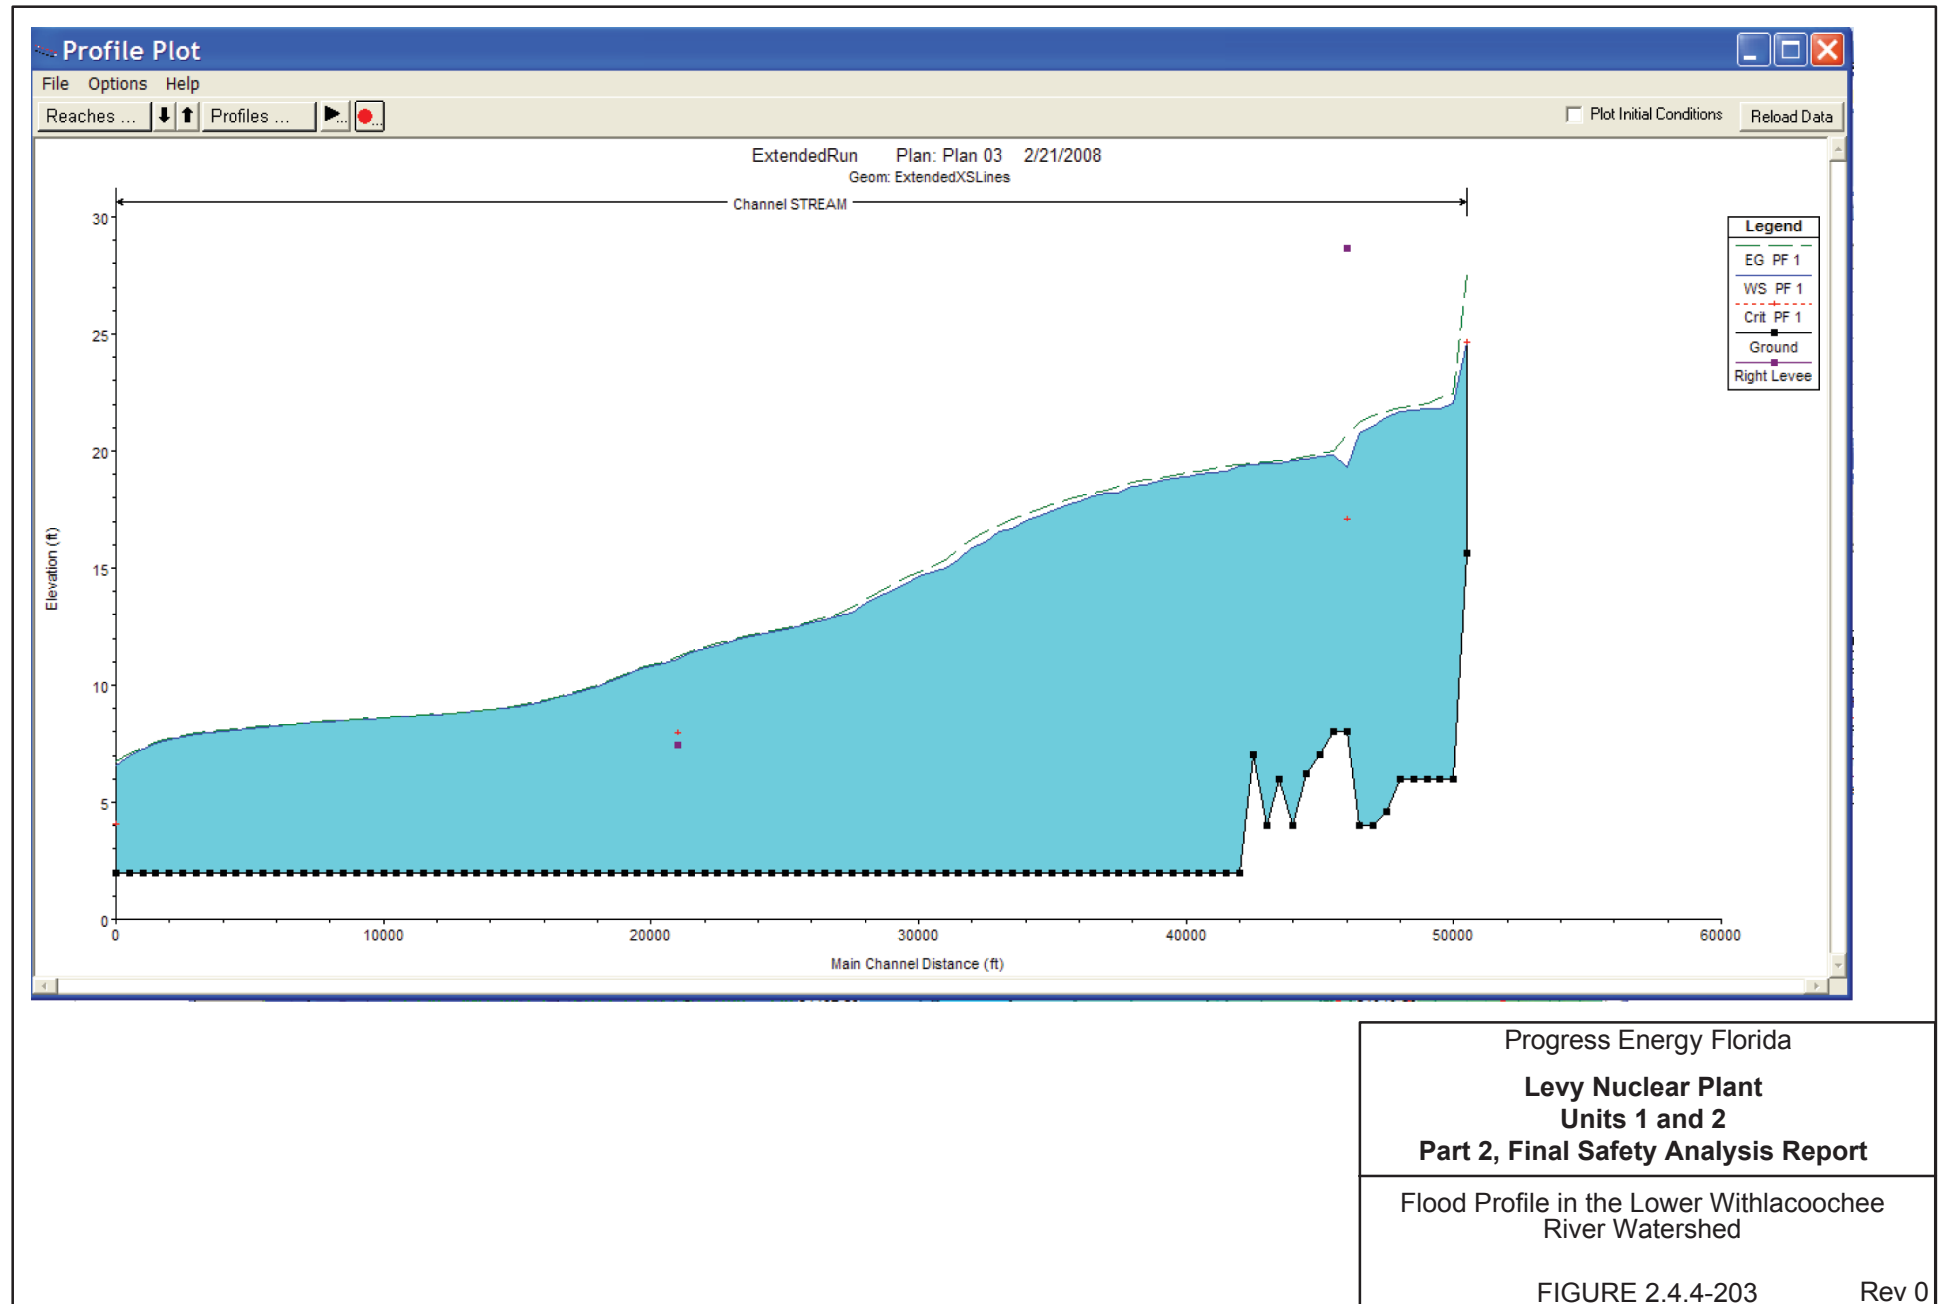 Profile Plot
File Options Help
Reaches ... Profiles ... Plot Initial Conditions Reload Data
ExtendedRun Plan: Plan 03 2/21/2008
Geom: ExtendedXSLines
Channel STREAM
Legend
EG PF 1
WS PF 1
Crit PF 1
Ground
Right Levee
30
25
20
15
10
5
0
Elevation (ft)
0 10000 20000 30000 40000 50000 60000
Main Channel Distance (ft)
Progress Energy Florida
Levy Nuclear Plant
Units 1 and 2
Part 2, Final Safety Analysis Report
Flood Profile in the Lower Withlacoochee
River Watershed
FIGURE 2.4.4-203 Rev 0